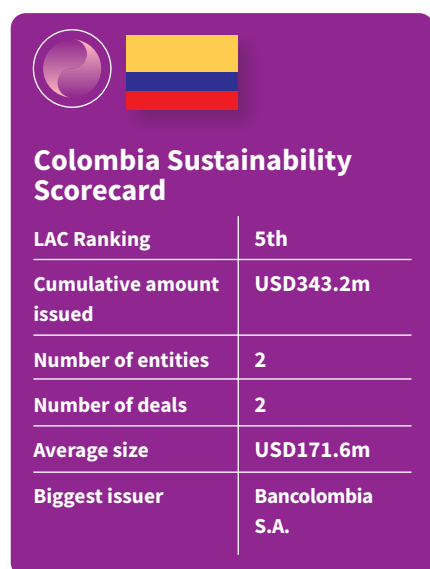 Colombia Sustainability
Scorecard
LAC Ranking 5th
Cumulative amount USD343.2m
issued
Number of entities 2
Number of deals 2
Average size USD171.6m
Biggest issuer Bancolombia
S.A.